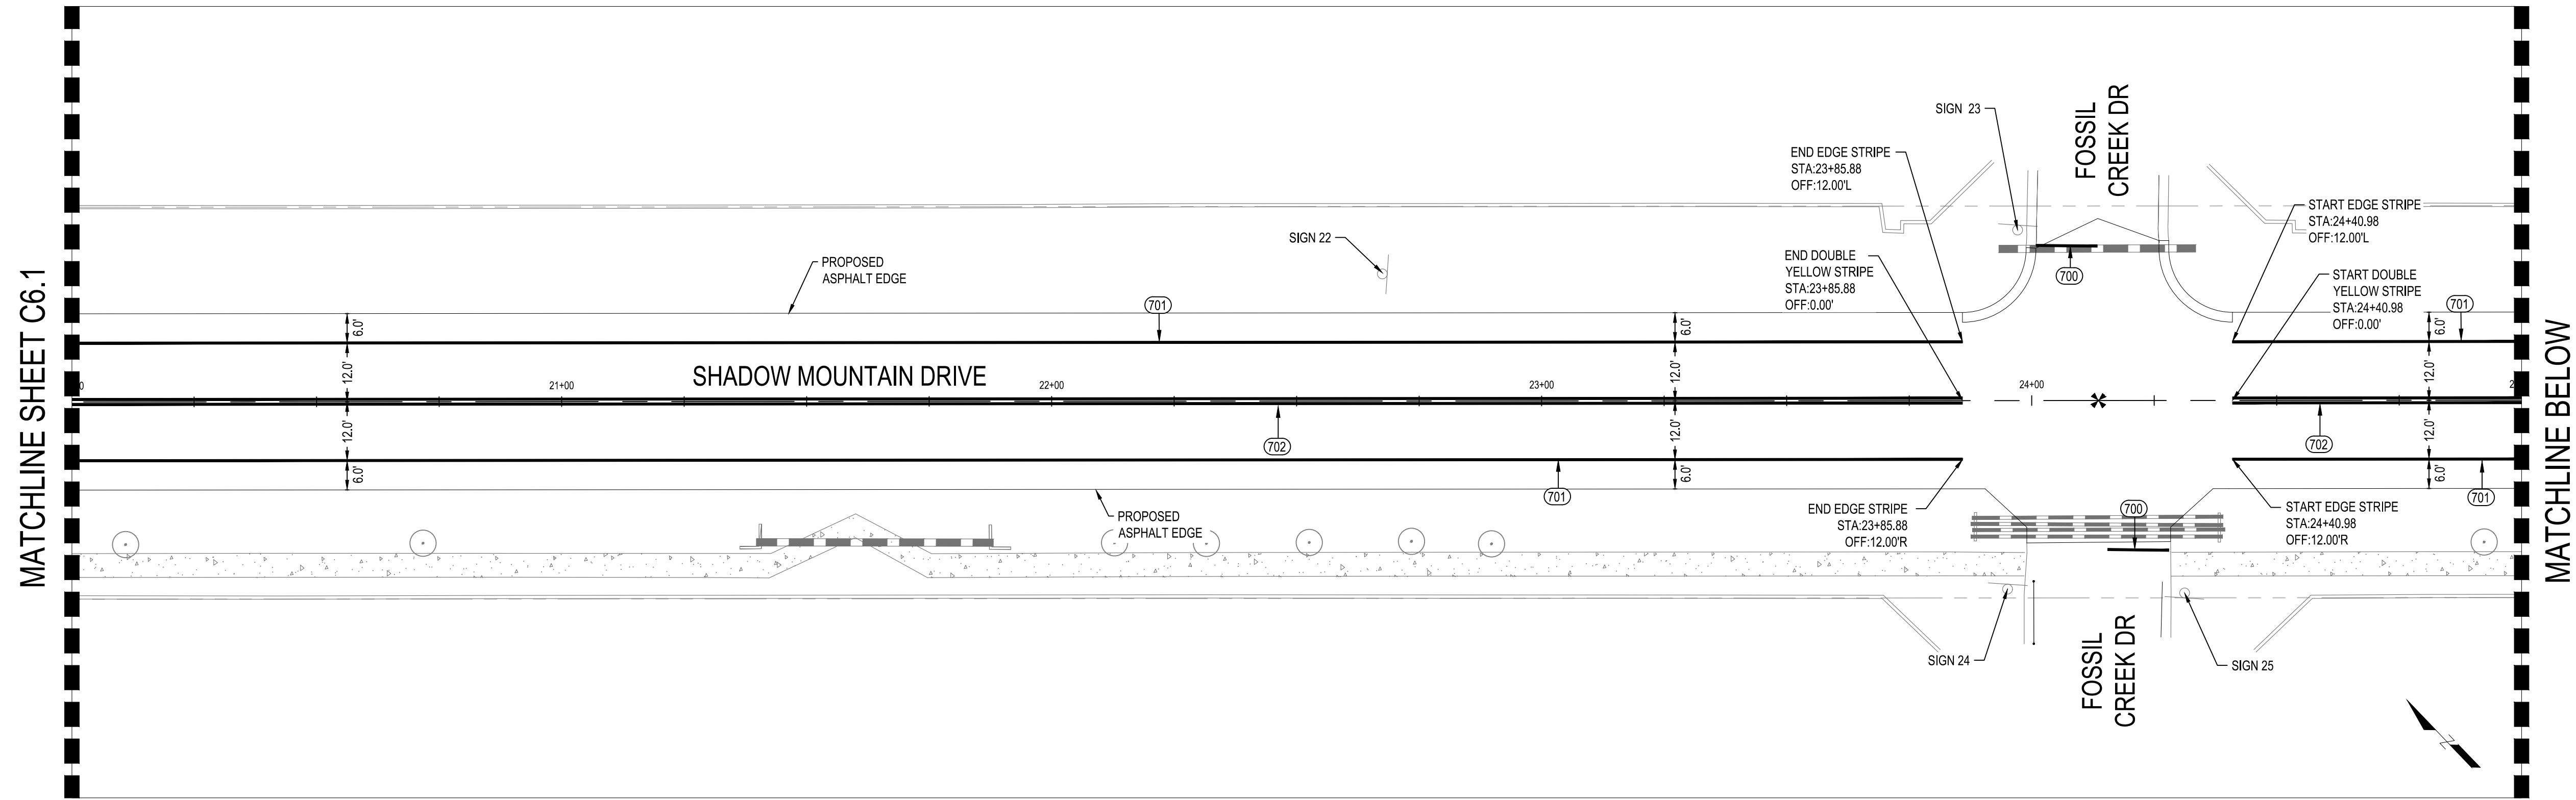 MATCHLINE SHEET C6.1
SIGN 23
FOSSIL
CREEK DR
END EDGE STRIPE
STA:23+85.88
OFF:12.00'L
START EDGE STRIPE
STA:24+40.98
OFF:12.00'L
SIGN 22
PROPOSED
ASPHALT EDGE
END DOUBLE
YELLOW STRIPE
STA:23+85.88
OFF:0.00'
700
START DOUBLE
YELLOW STRIPE
STA:24+40.98
OFF:0.00'
701
701
6.0'
6.0'
6.0'
12.0'
12.0'
12.0'
SHADOW MOUNTAIN DRIVE
0
21+00
22+00
23+00
24+00
2
12.0'
12.0'
12.0'
702
702
6.0'
6.0'
6.0'
701
701
PROPOSED
ASPHALT EDGE
END EDGE STRIPE
STA:23+85.88
OFF:12.00'R
700
START EDGE STRIPE
STA:24+40.98
OFF:12.00'R
SIGN 24
FOSSIL
CREEK DR
SIGN 25
N
MATCHLINE BELOW